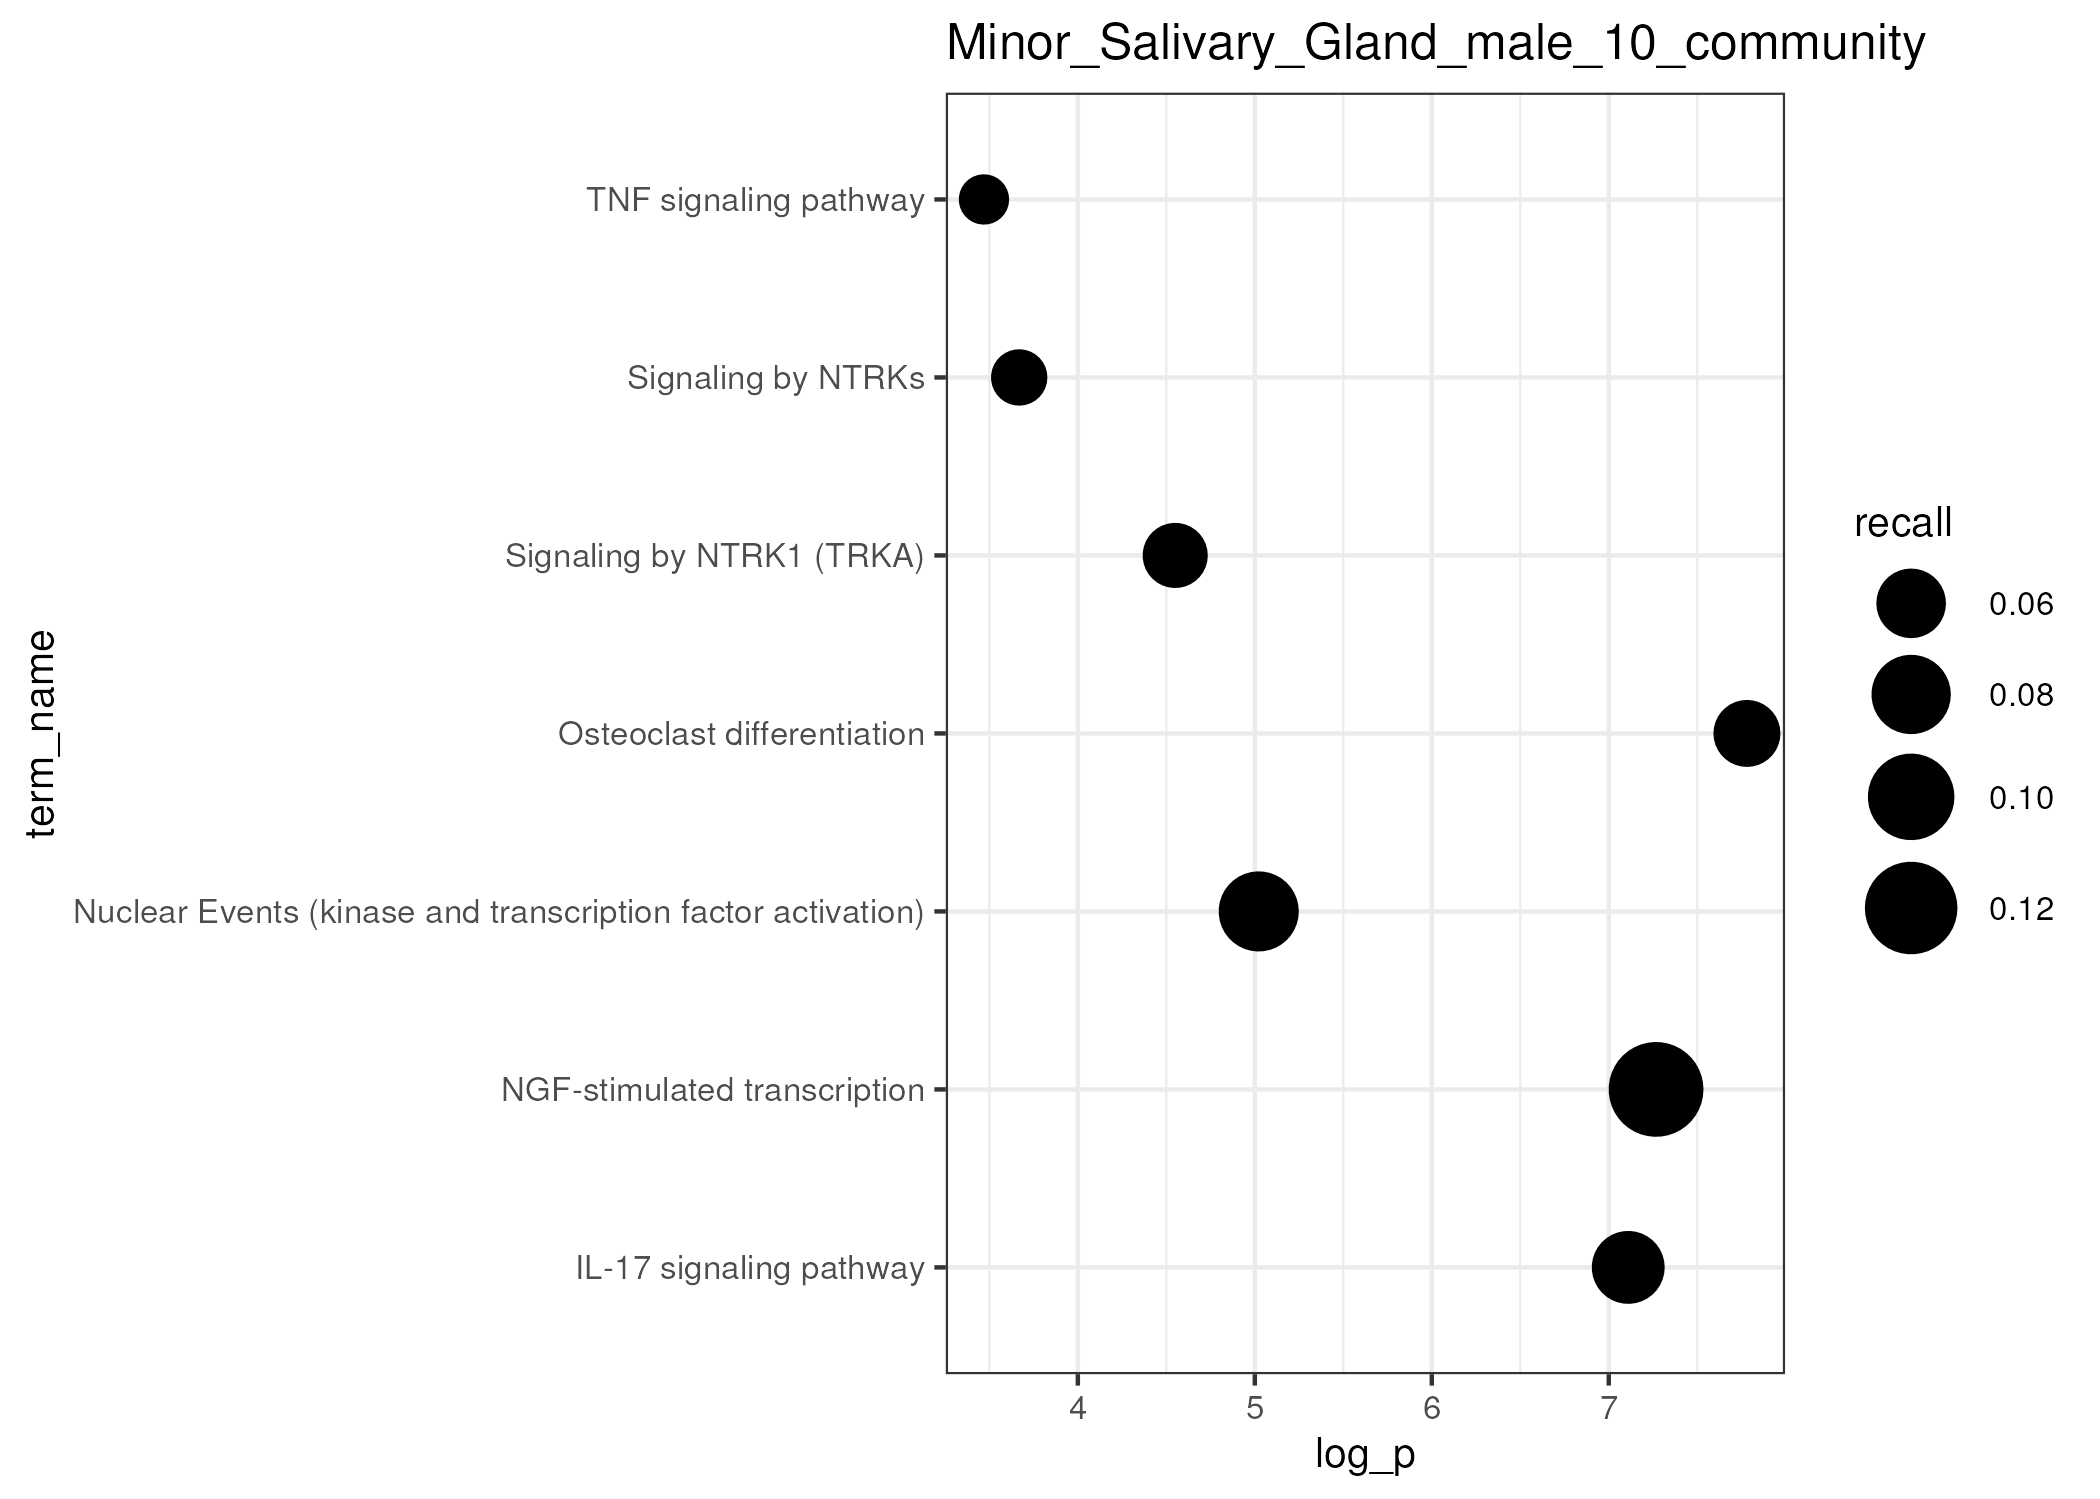 Minor_Salivary_Gland_male_10_community
term_name
TNF signaling pathway
Signaling by NTRKs
Signaling by NTRK1 (TRKA)
Osteoclast differentiation
Nuclear Events (kinase and transcription factor activation)
NGF-stimulated transcription
IL-17 signaling pathway
4 5 6 7
log_p
recall
0.06
0.08
0.10
0.12